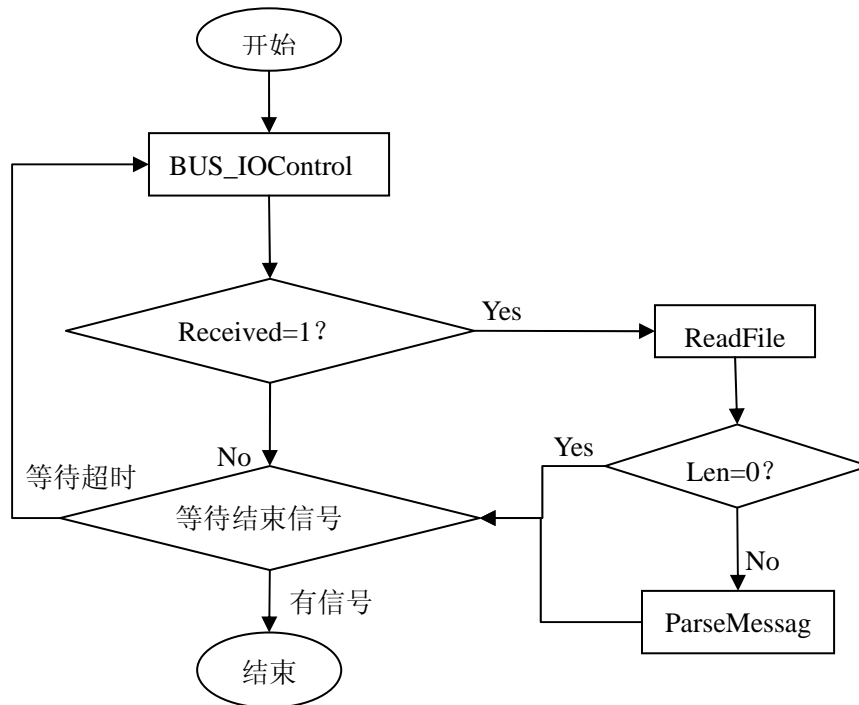 开始
BUS_IOControl
Received=1？
Yes
ReadFile
No
Yes
Len=0？
等待超时
等待结束信号
No
有信号
ParseMessag
结束